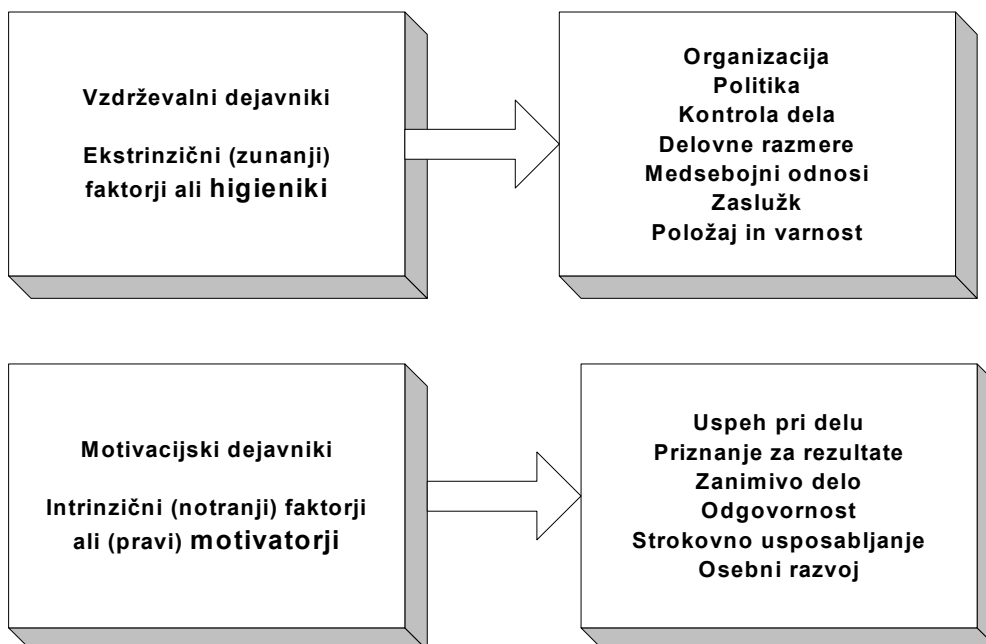 Vzdrževalni dejavniki
Ekstrinzični (zunanji)
faktorji ali higieniki
Organizacija
Politika
Kontrola dela
Delovne razmere
Medsebojni odnosi
Zaslužk
Položaj in varnost
Motivacijski dejavniki
Intrinzični (notranji) faktorji
ali (pravi) motivatorji
Uspeh pri delu
Priznanje za rezultate
Zanimivo delo
Odgovornost
Strokovno usposabljanje
Osebni razvoj